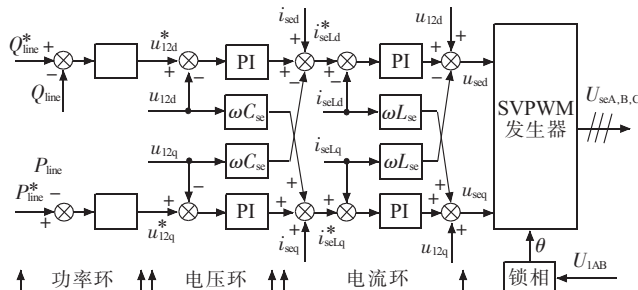 Q*line + − Qline
u*12d + −
PI
ised + + −
i*seLd + −
PI
u12d + + −
used
u12d
ωCse
iseLd
ωLse
SVPWM
发生器
UseA,B,C
Pline
P*line − +
u12q
ωCse
iseLq
ωLse
u*12q + −
PI
+ + +
iseq
i*seLq + −
PI
+ + +
u12q
useq
θ
锁相
U1AB
功率环
电压环
电流环